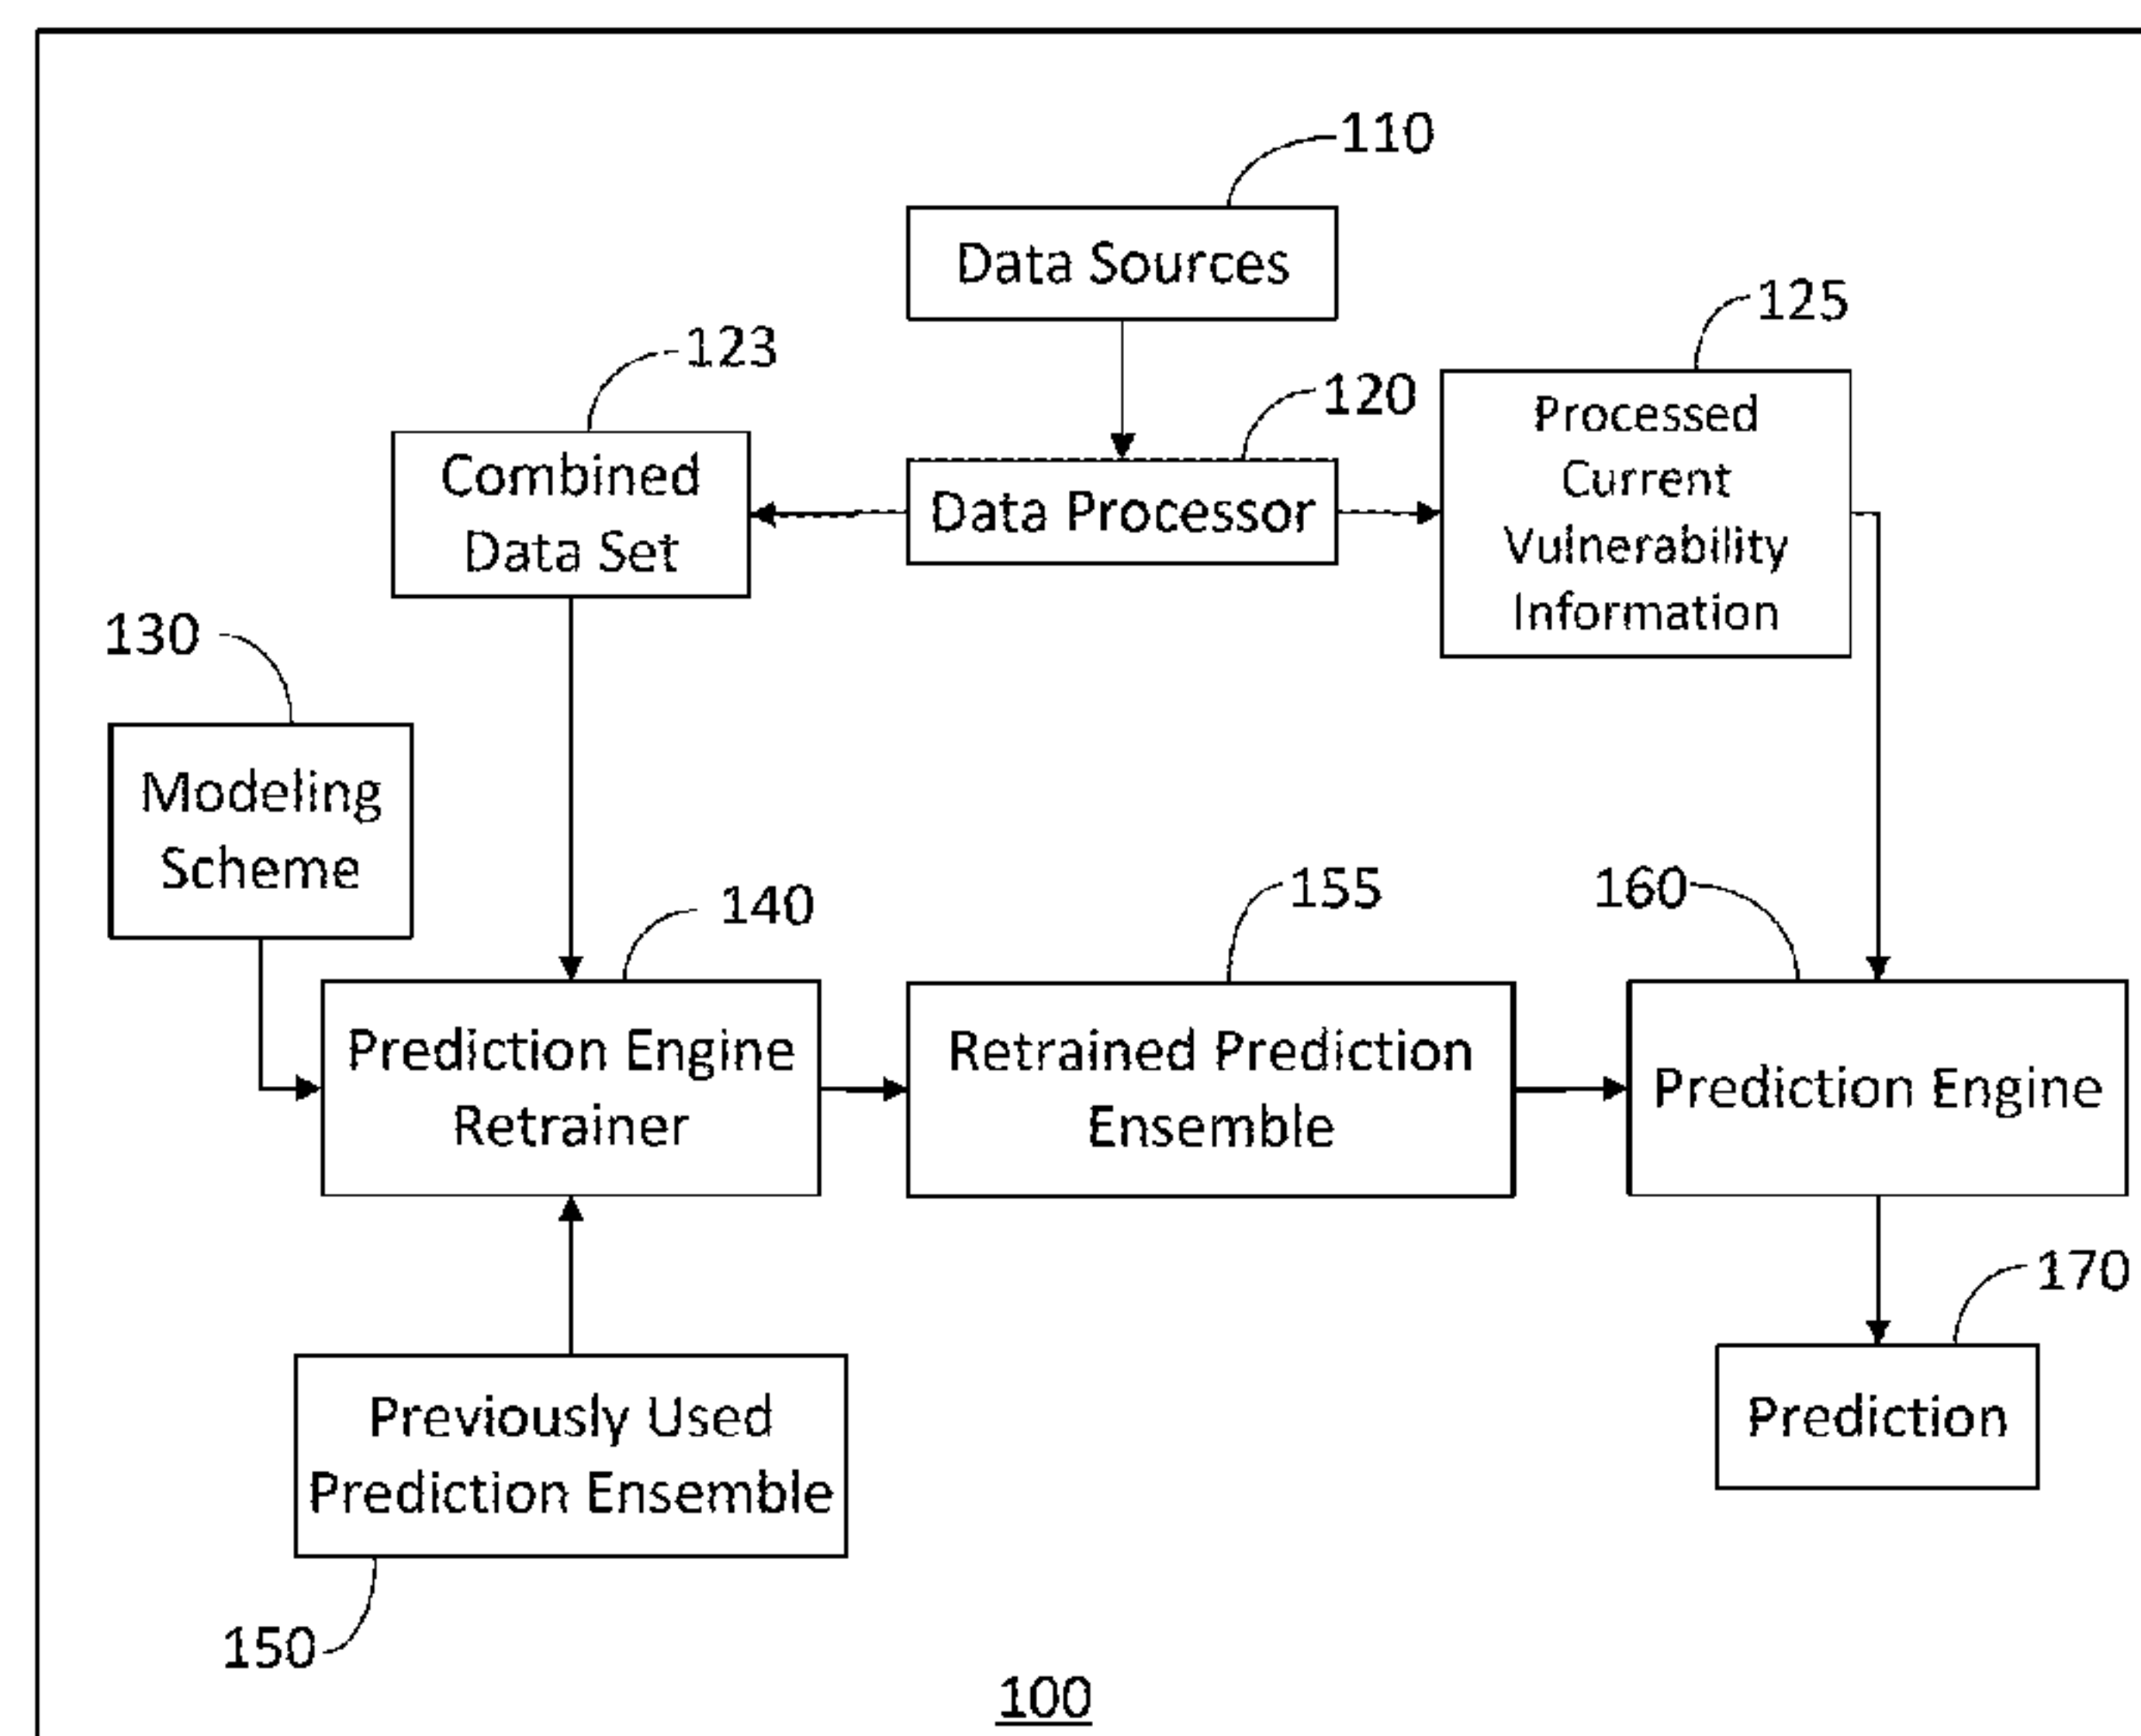 110
Data Sources
125
123
120
Processed
Current
Vulnerability
Information
Combined
Data Set
Data Processor
130
Modeling
Scheme
140
155
160
Prediction Engine
Retrainer
Retrained Prediction
Ensemble
Prediction Engine
170
Prediction
Previously Used
Prediction Ensemble
150
100